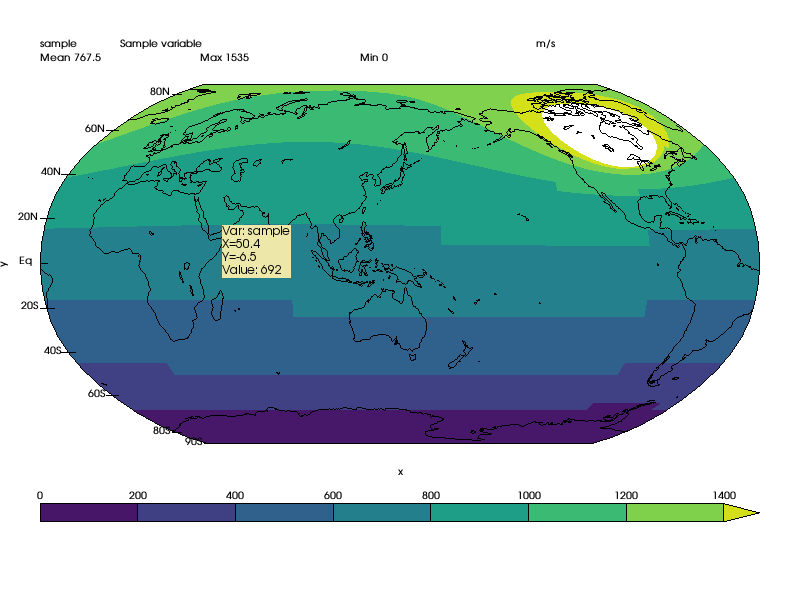 sample Sample variable m/s
Mean 767.5 Max 1535 Min 0
80N
60N
40N
20N
Var: sample
X=50.4
Y=-6.5
Value: 692
y
Eq
20S
40S
60S
80S
90S
x
0 200 400 600 800 1000 1200 1400